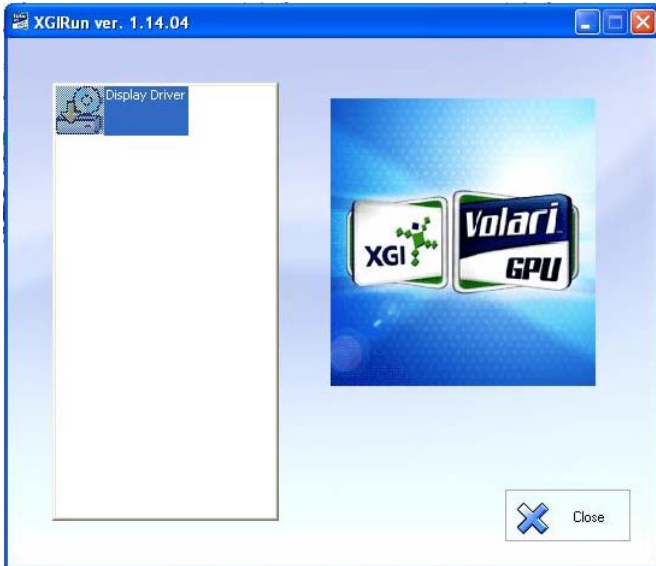 XGIRun ver. 1.14.04
Display Driver
XGI
Volari
GPU
Close